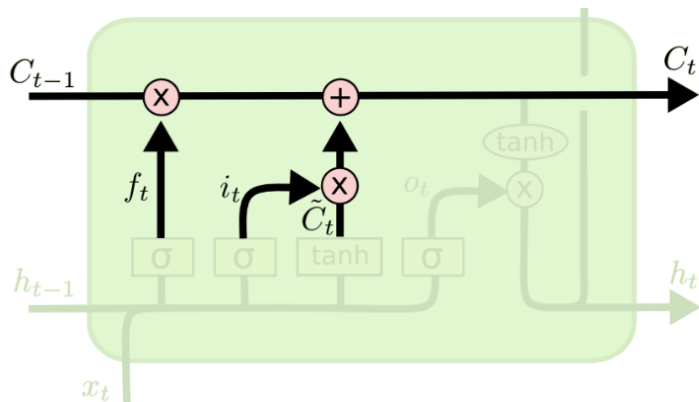 C_{t-1} x + C_t
tanh
f_t i_t x o_t x
C̃_t
σ σ tanh σ
h_{t-1} h_t
x_t